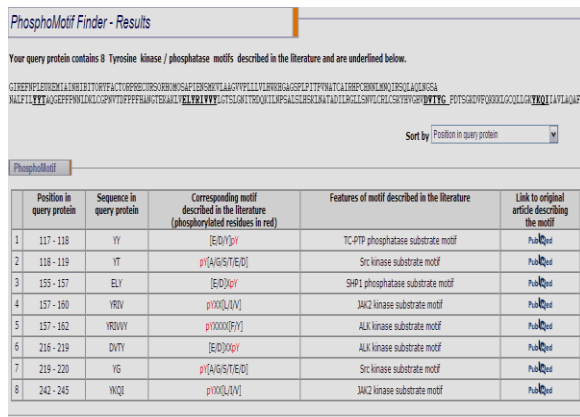 PhosphoMotif Finder - Results
Your query protein contains 8 Tyrosine kinase / phosphatase motifs described in the literature and are underlined below.
Sort by Position in query protein
PhosphoMotif
Position in query protein Sequence in query protein Corresponding motif described in the literature (phosphorylated residues in red) Features of motif described in the literature Link to original article describing the motif
1 117 - 118 YY [E/D/Y]pY TC-PTP phosphatase substrate motif PubMed
2 118 - 119 YT pY[A/G/S/T/E/D] Src kinase substrate motif PubMed
3 155 - 157 ELY [E/D]XpY SHP1 phosphatase substrate motif PubMed
4 157 - 160 YRIV pYXX[L/I/V] JAK2 kinase substrate motif PubMed
5 157 - 162 YRIVVY pYXXXX[F/Y] ALK kinase substrate motif PubMed
6 216 - 219 DVTY [E/D]XXpY ALK kinase substrate motif PubMed
7 219 - 220 YG pY[A/G/S/T/E/D] Src kinase substrate motif PubMed
8 242 - 245 YKQI pYXX[L/I/V] JAK2 kinase substrate motif PubMed